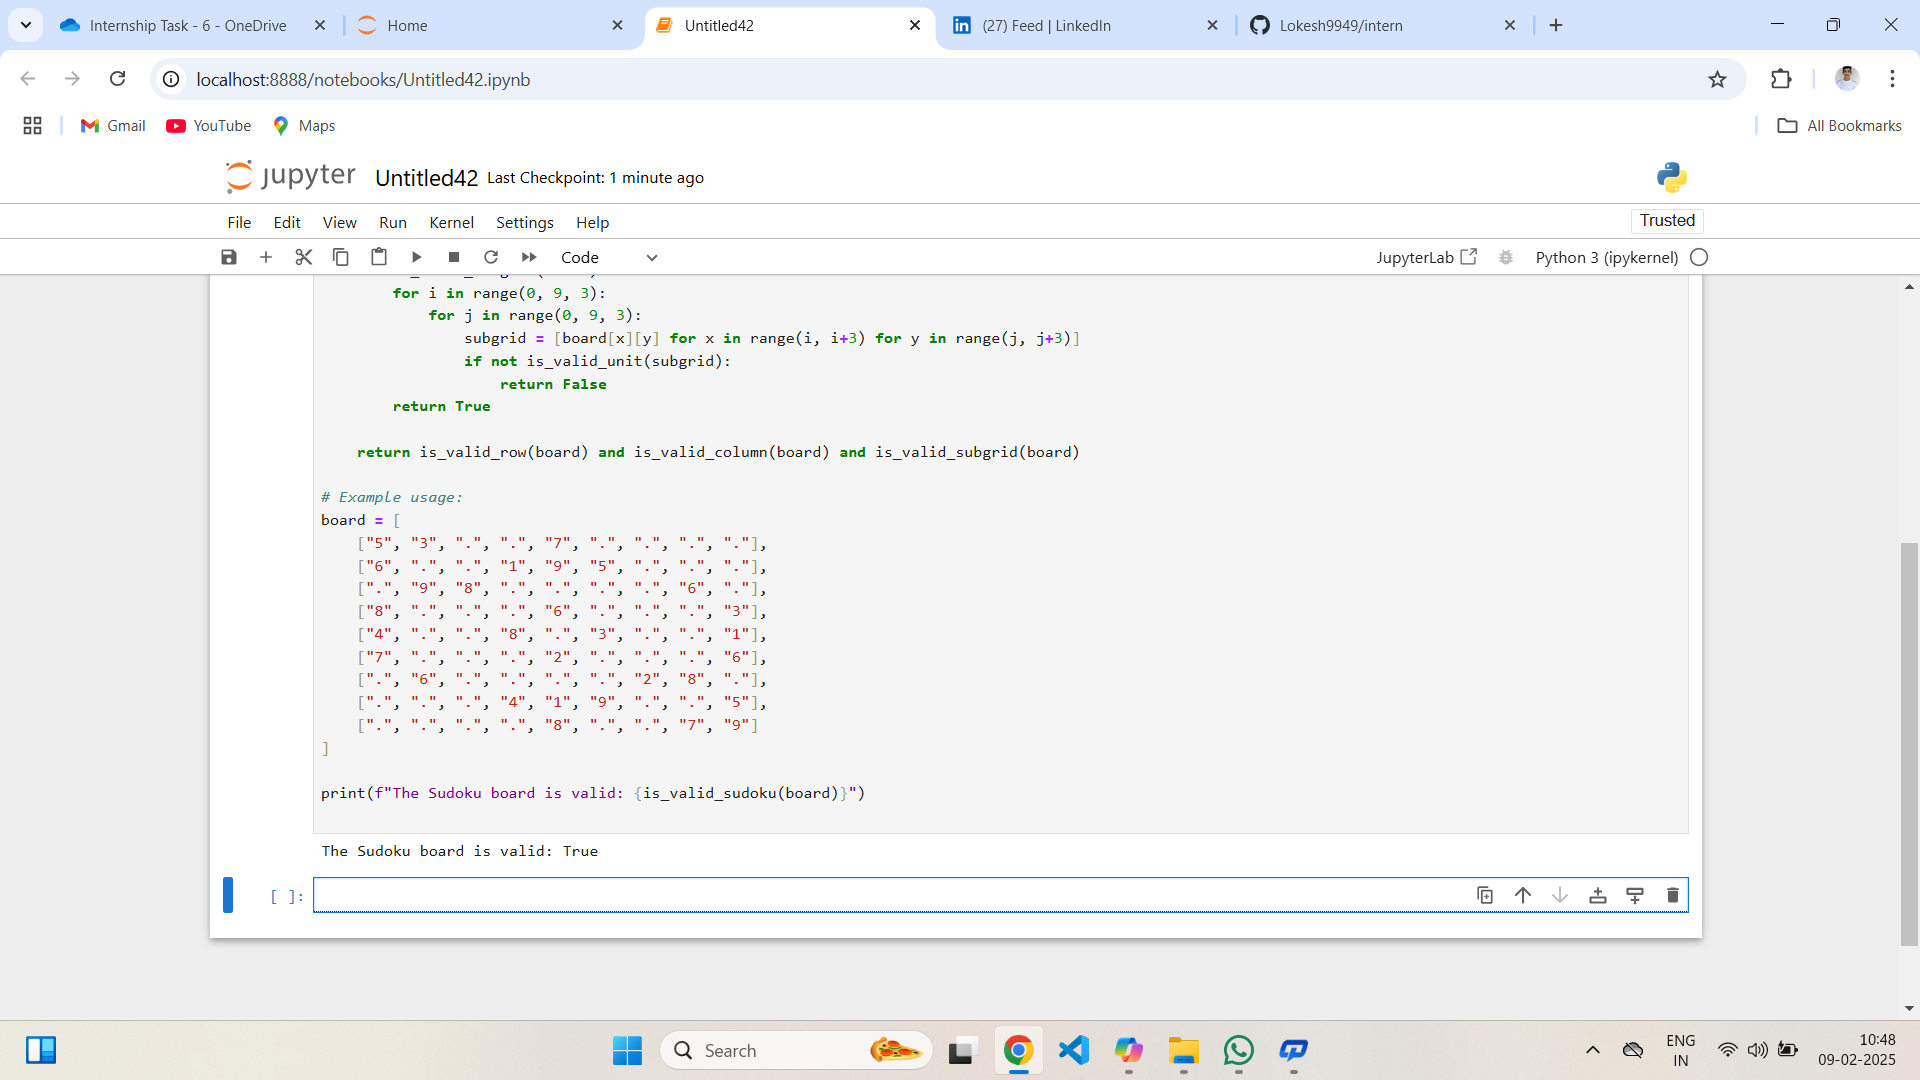 Internship Task - 6 - OneDrive
Home
Untitled42
(27) Feed | LinkedIn
Lokesh9949/intern
localhost:8888/notebooks/Untitled42.ipynb
Gmail
YouTube
Maps
All Bookmarks
jupyter
Untitled42 Last Checkpoint: 1 minute ago
File Edit View Run Kernel Settings Help
Trusted
Code
JupyterLab
Python 3 (ipykernel)
for i in range(0, 9, 3):
for j in range(0, 9, 3):
subgrid = [board[x][y] for x in range(i, i+3) for y in range(j, j+3)]
if not is_valid_unit(subgrid):
return False
return True
return is_valid_row(board) and is_valid_column(board) and is_valid_subgrid(board)
# Example usage:
board = [
["5", "3", ".", ".", "7", ".", ".", ".", "."],
["6", ".", ".", "1", "9", "5", ".", ".", "."],
[".", "9", "8", ".", ".", ".", ".", "6", "."],
["8", ".", ".", ".", "6", ".", ".", ".", "3"],
["4", ".", ".", "8", ".", "3", ".", ".", "1"],
["7", ".", ".", ".", "2", ".", ".", ".", "6"],
[".", "6", ".", ".", ".", ".", "2", "8", "."],
[".", ".", ".", "4", "1", "9", ".", ".", "5"],
[".", ".", ".", ".", "8", ".", ".", "7", "9"]
]
print(f"The Sudoku board is valid: {is_valid_sudoku(board)}")
The Sudoku board is valid: True
[ ]:
Search
ENG
IN
10:48
09-02-2025